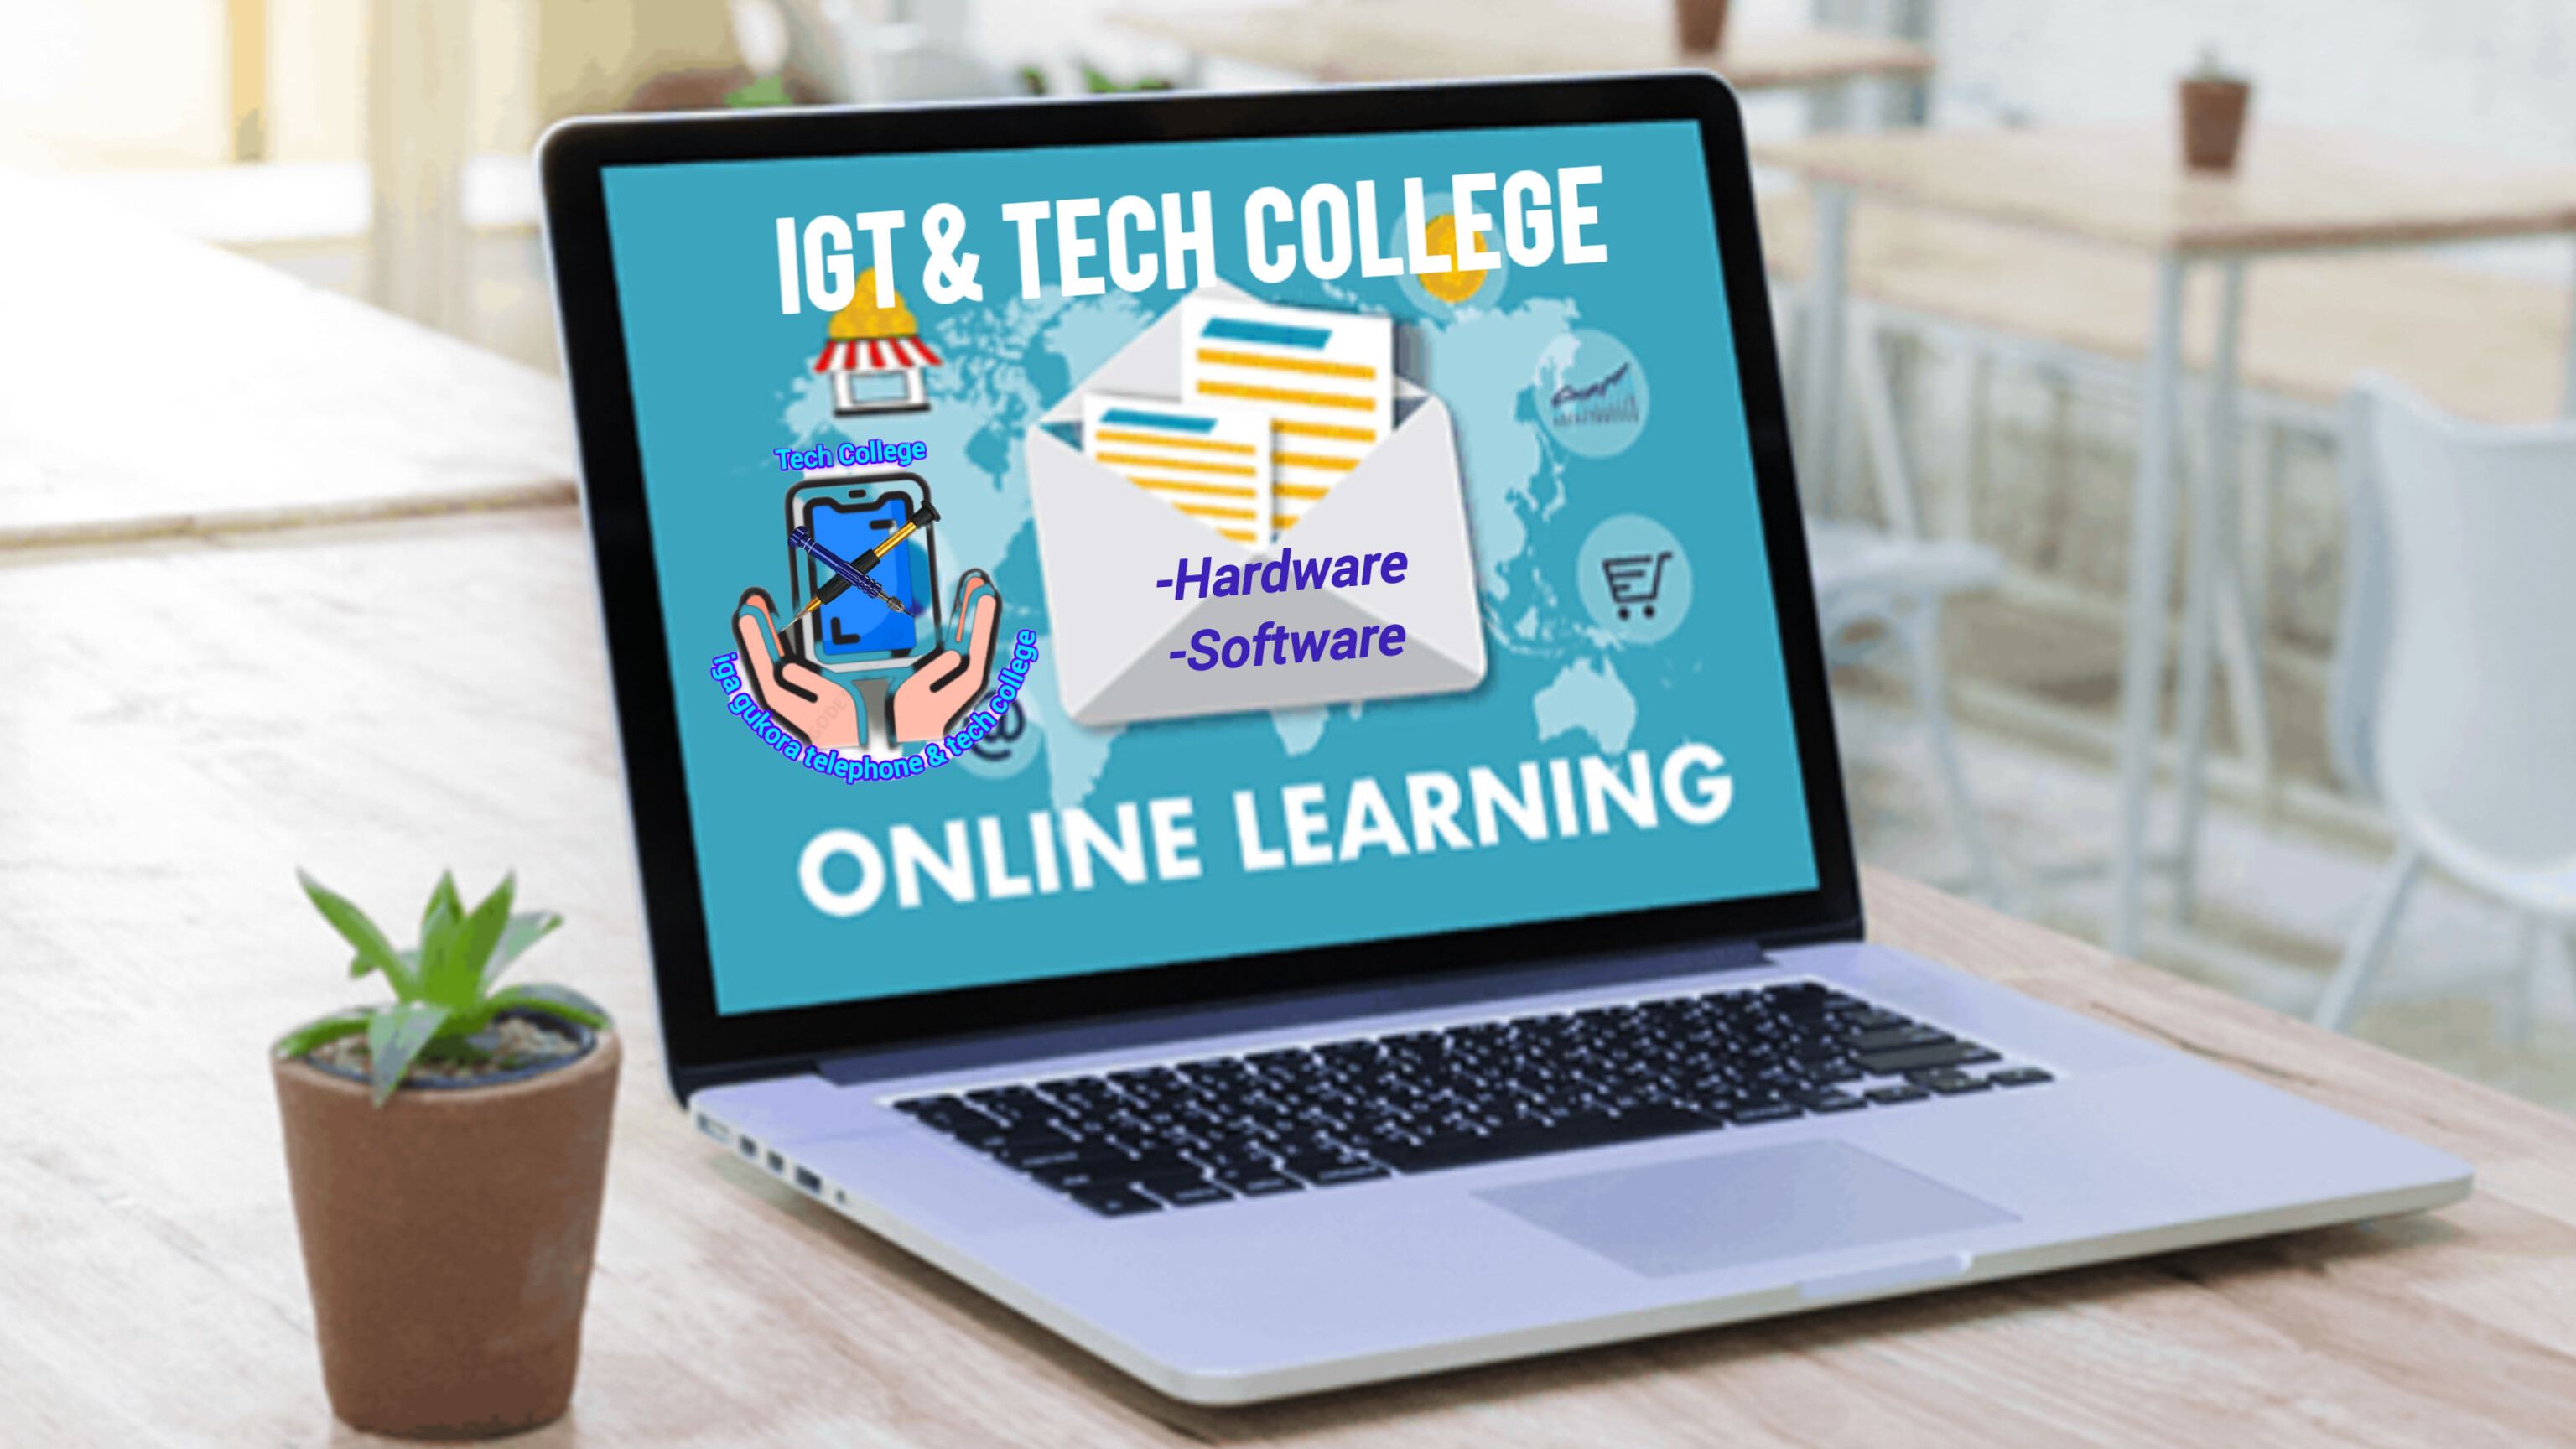 IGT & TECH COLLEGE
Tech College
iga gukora telephone & tech college
-Hardware
-Software
@
ONLINE LEARNING